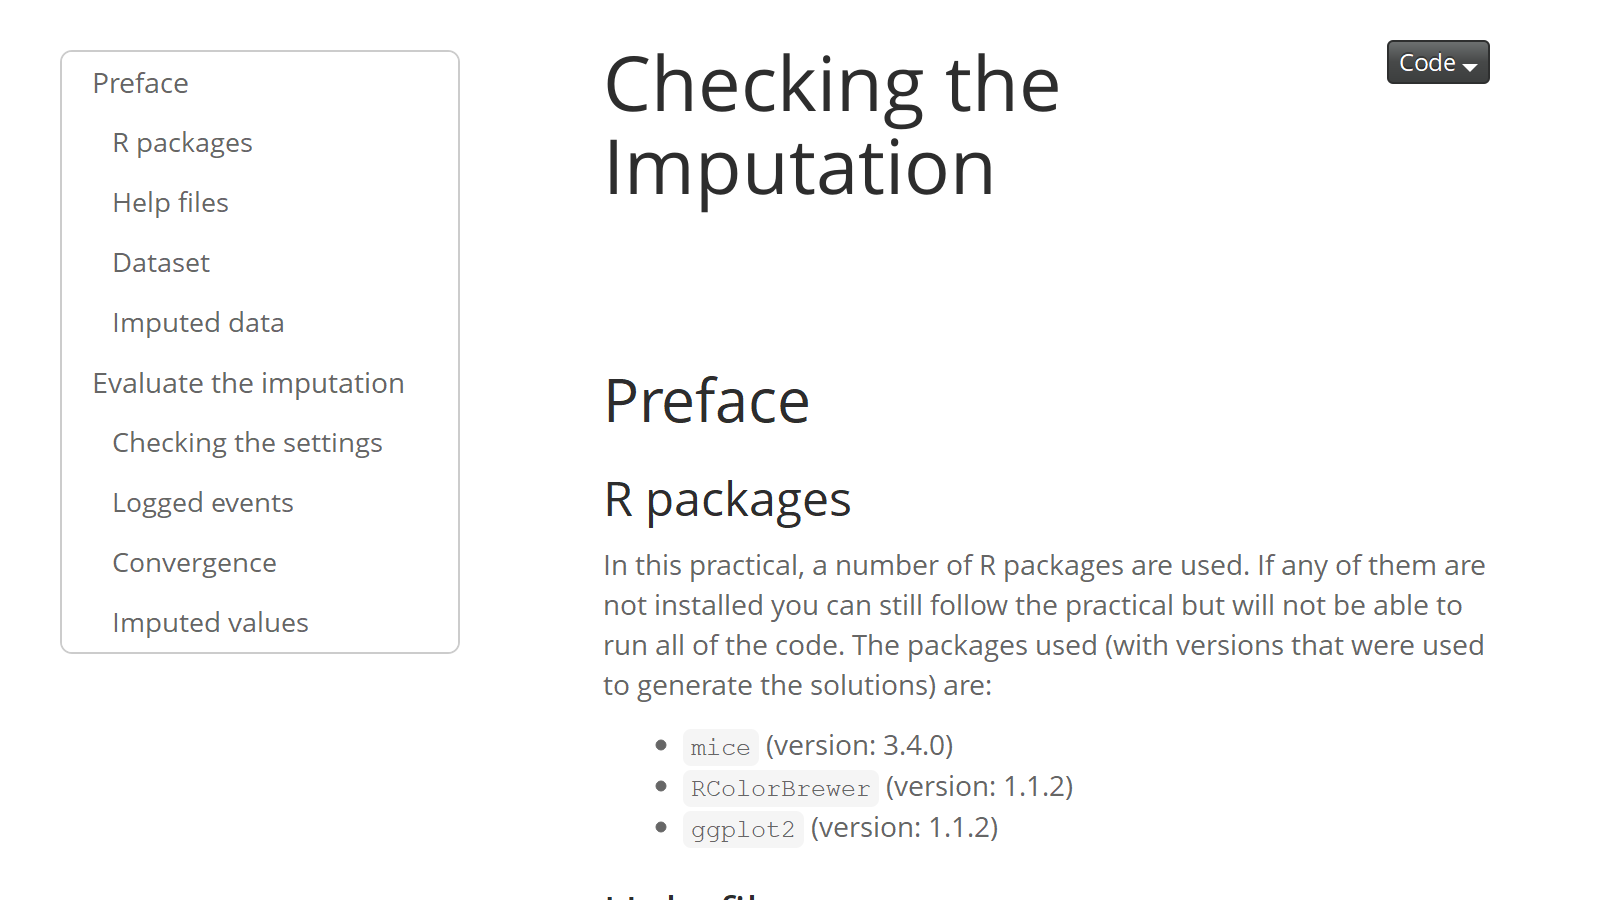 Preface
R packages
Help files
Dataset
Imputed data
Evaluate the imputation
Checking the settings
Logged events
Convergence
Imputed values
Checking the
Imputation
Code
Preface
R packages
In this practical, a number of R packages are used. If any of them are
not installed you can still follow the practical but will not be able to
run all of the code. The packages used (with versions that were used
to generate the solutions) are:
mice (version: 3.4.0)
RColorBrewer (version: 1.1.2)
ggplot2 (version: 1.1.2)